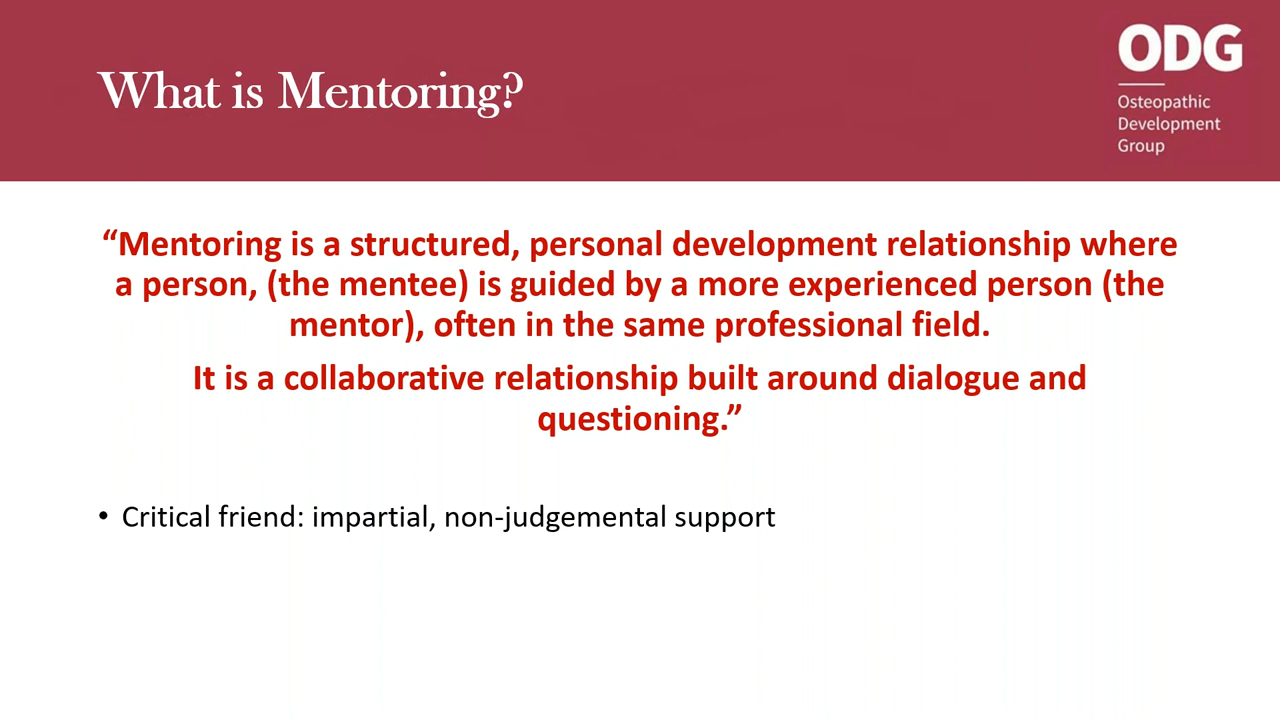 What is Mentoring?
ODG
Osteopathic
Development
Group
“Mentoring is a structured, personal development relationship where
a person, (the mentee) is guided by a more experienced person (the
mentor), often in the same professional field.
It is a collaborative relationship built around dialogue and
questioning.”
• Critical friend: impartial, non-judgemental support